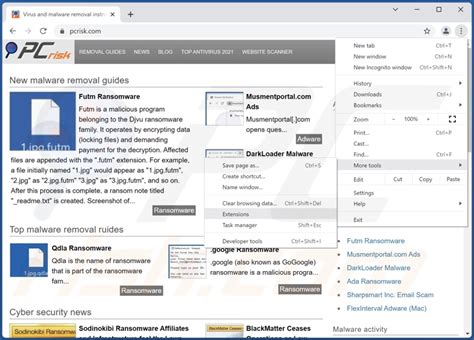 Virus and malware removal instr
pcrisk.com
PCrisk
REMOVAL GUIDES NEWS BLOG TOP ANTIVIRUS 2021 WEBSITE SCANNER
New malware removal guides
Futm Ransomware
Futm is a malicious program
belonging to the Djvu ransomware
family. It operates by encrypting data
(locking files) and demanding
payment for the decryption. Affected
files are appended with the ".futm" extension. For example, a
file initially named "1.jpg" would appear as "1.jpg.futm",
"2.jpg" as "2.jpg.futm", "3.jpg" as "3.jpg.futm", and so on.
After this process is complete, a ransom note titled
"_readme.txt" is created. Screenshot of...
Ransomware
1.jpg.futm
Musmentportal.com
Ads
Musmentportal[.]com
opens ques...
Adware
DarkLoader Malware
Ransomware
Top malware removal ruides
Qdla Ransomware
Qdla is the name of ransomware
that is part of the Djvu
Ransomware
1.jpg.qdla
.google Ransomware
.google (also known as GoGoogle)
Ransomware is a malicious
Ransomware
Cyber security news
Sodinokibi Ransomware Affiliates
BlackMatter Ceases
Operations as Law
New tab Ctrl+T
New window Ctrl+N
New Incognito window Ctrl+Shift+N
History
Downloads Ctrl+J
Bookmarks
Zoom - 100% +
Print... Ctrl+P
Cast...
Find... Ctrl+F
More tools
Edit Cut Copy Paste
Settings
Help
Exit
Save page as... Ctrl+S
Create shortcut...
Name window...
Clear browsing data... Ctrl+Shift+Del
Extensions
Task manager Shift+Esc
Developer tools Ctrl+Shift+I
Futm Ransomware
Musmentportal.com Ads
DarkLoader Malware
Ada Ransomware
Sharpsmart Inc. Email Scam
FlexInterval Adware (Mac)
Malware activity